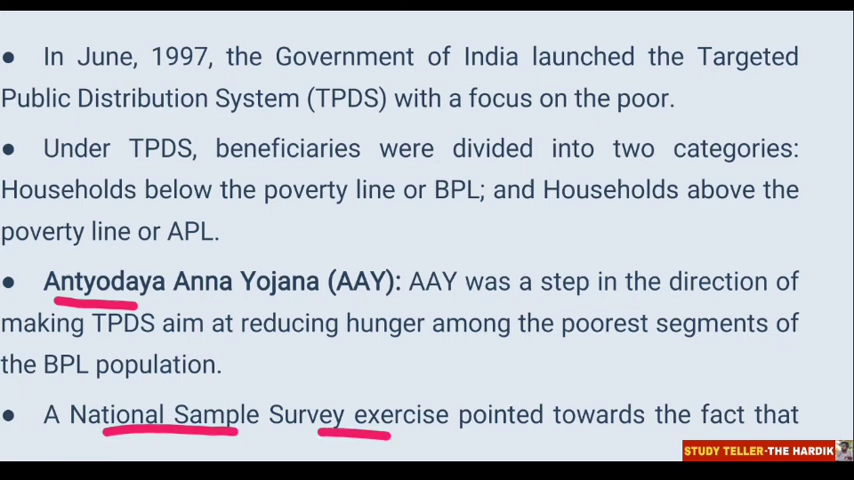 ● In June, 1997, the Government of India launched the Targeted
Public Distribution System (TPDS) with a focus on the poor.
● Under TPDS, beneficiaries were divided into two categories:
Households below the poverty line or BPL; and Households above the
poverty line or APL.
● Antyodaya Anna Yojana (AAY): AAY was a step in the direction of
making TPDS aim at reducing hunger among the poorest segments of
the BPL population.
● A National Sample Survey exercise pointed towards the fact that
STUDY TELLER-THE HARDIK